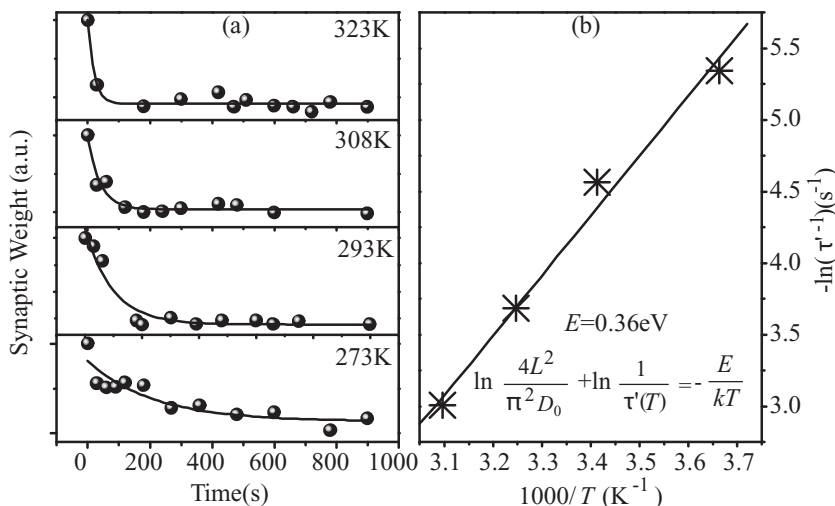 (a)
323K
308K
293K
273K
Synaptic Weight (a.u.)
0 200 400 600 800 1000
Time(s)
(b)
E=0.36eV
ln 4L² / π²D₀ +ln 1 / τ'(T) =- E / kT
5.5
5.0
4.5
4.0
3.5
3.0
-ln(τ'⁻¹)(s⁻¹)
3.1 3.2 3.3 3.4 3.5 3.6 3.7
1000/T (K⁻¹)